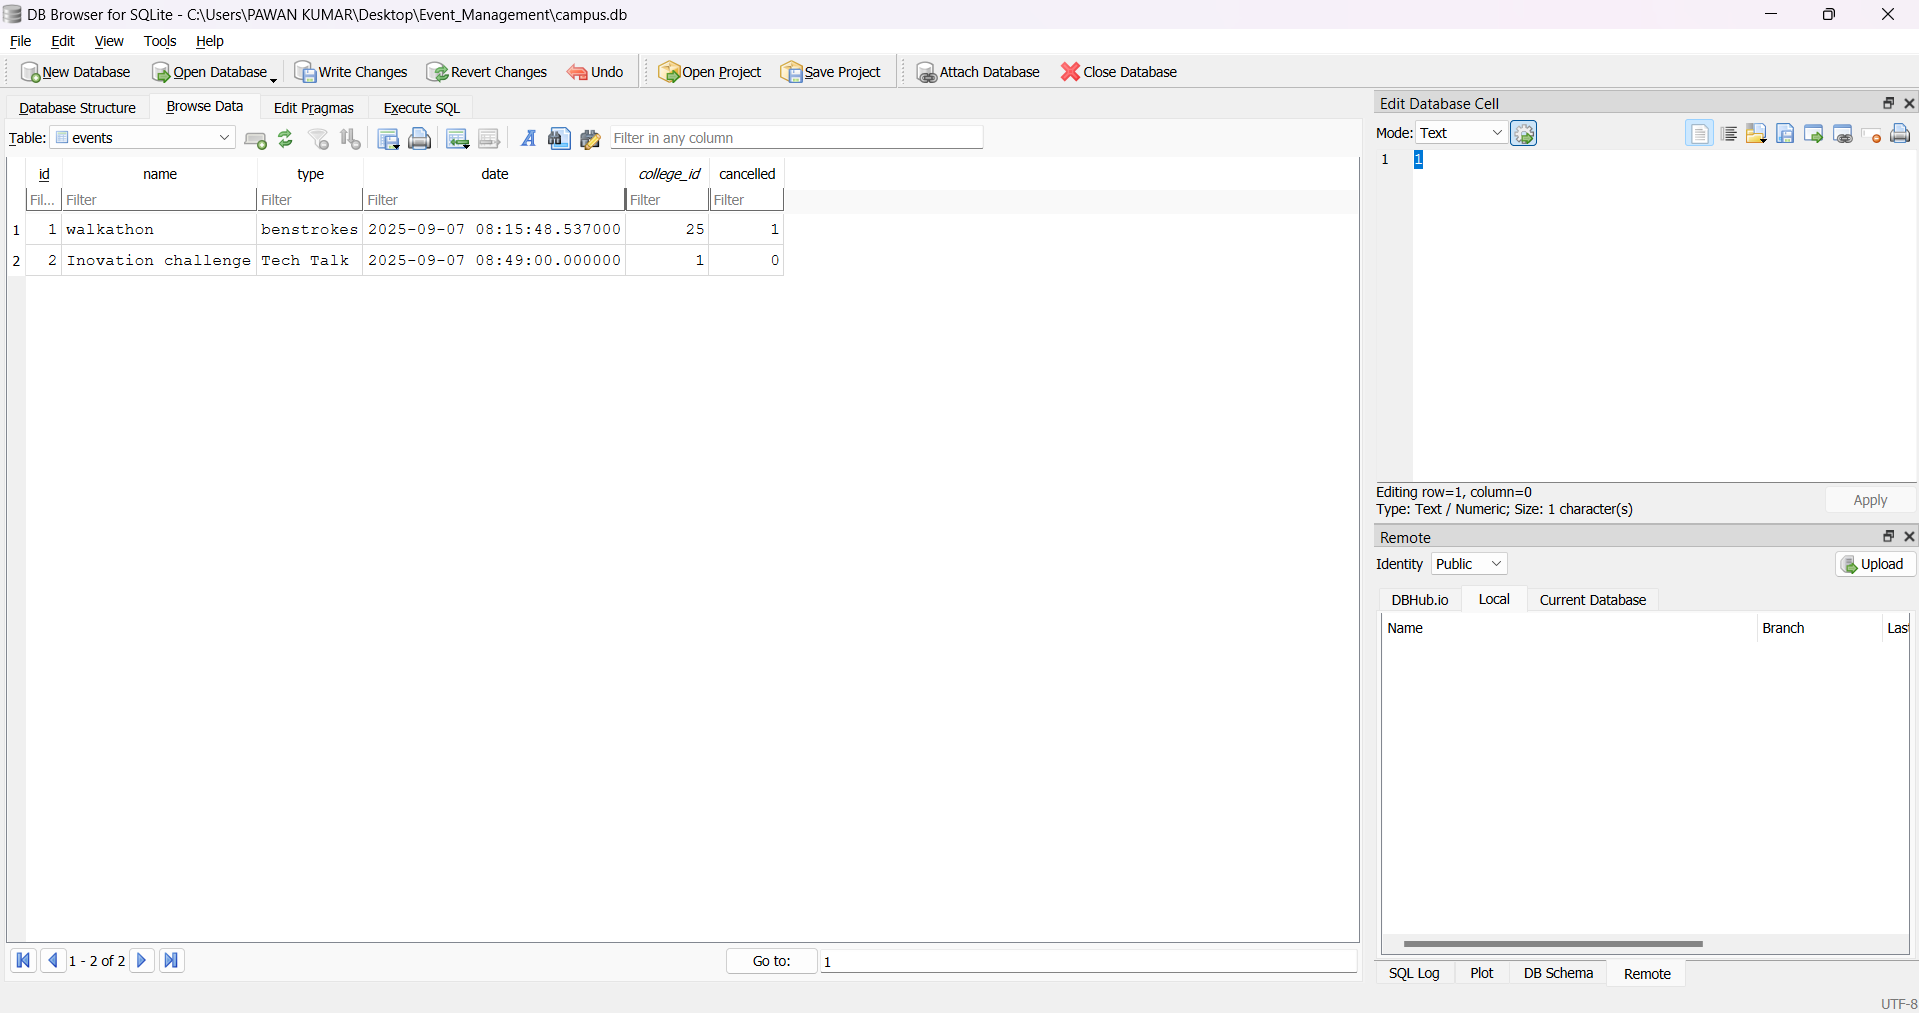 DB Browser for SQLite - C:\Users\PAWAN KUMAR\Desktop\Event_Management\campus.db
File Edit View Tools Help
New Database Open Database Write Changes Revert Changes Undo Open Project Save Project Attach Database Close Database
Database Structure Browse Data Edit Pragmas Execute SQL
Table: events Filter in any column
id name type date college_id cancelled
Fil... Filter Filter Filter Filter Filter
1 1 walkathon benstrokes 2025-09-07 08:15:48.537000 25 1
2 2 Inovation challenge Tech Talk 2025-09-07 08:49:00.000000 1 0
1 - 2 of 2 Go to: 1
Edit Database Cell
Mode: Text
1 1
Editing row=1, column=0
Type: Text / Numeric; Size: 1 character(s)
Apply
Remote
Identity Public Upload
DBHub.io Local Current Database
Name Branch Last
SQL Log Plot DB Schema Remote
UTF-8